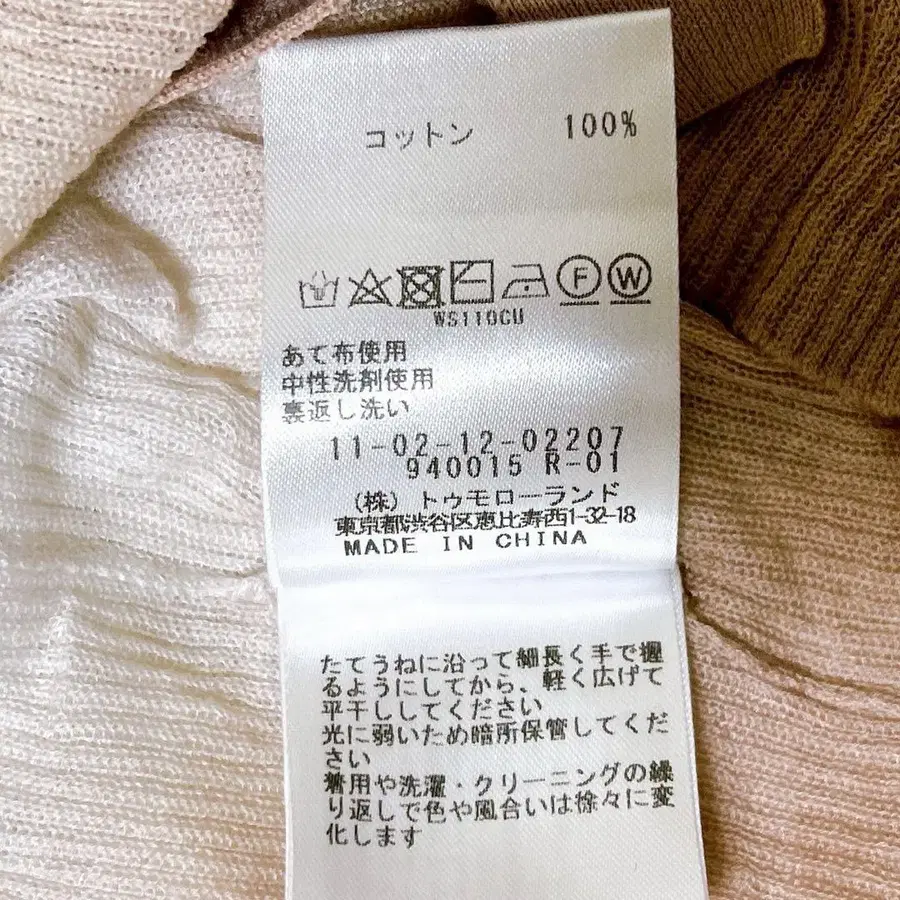 コットン 100%
F W
WS110CU
あて布使用
中性洗剤使用
裏返し洗い
11-02-12-02207
940015 R-01
(株) トゥモローランド
東京都渋谷区恵比寿西1-32-18
MADE IN CHINA
たてうねに沿って細長く手で握
るようにしてから、軽く広げて
平干ししてください
光に弱いため暗所保管してくだ
さい
着用や洗濯・クリーニングの繰
り返しで色や風合いは徐々に変
化します